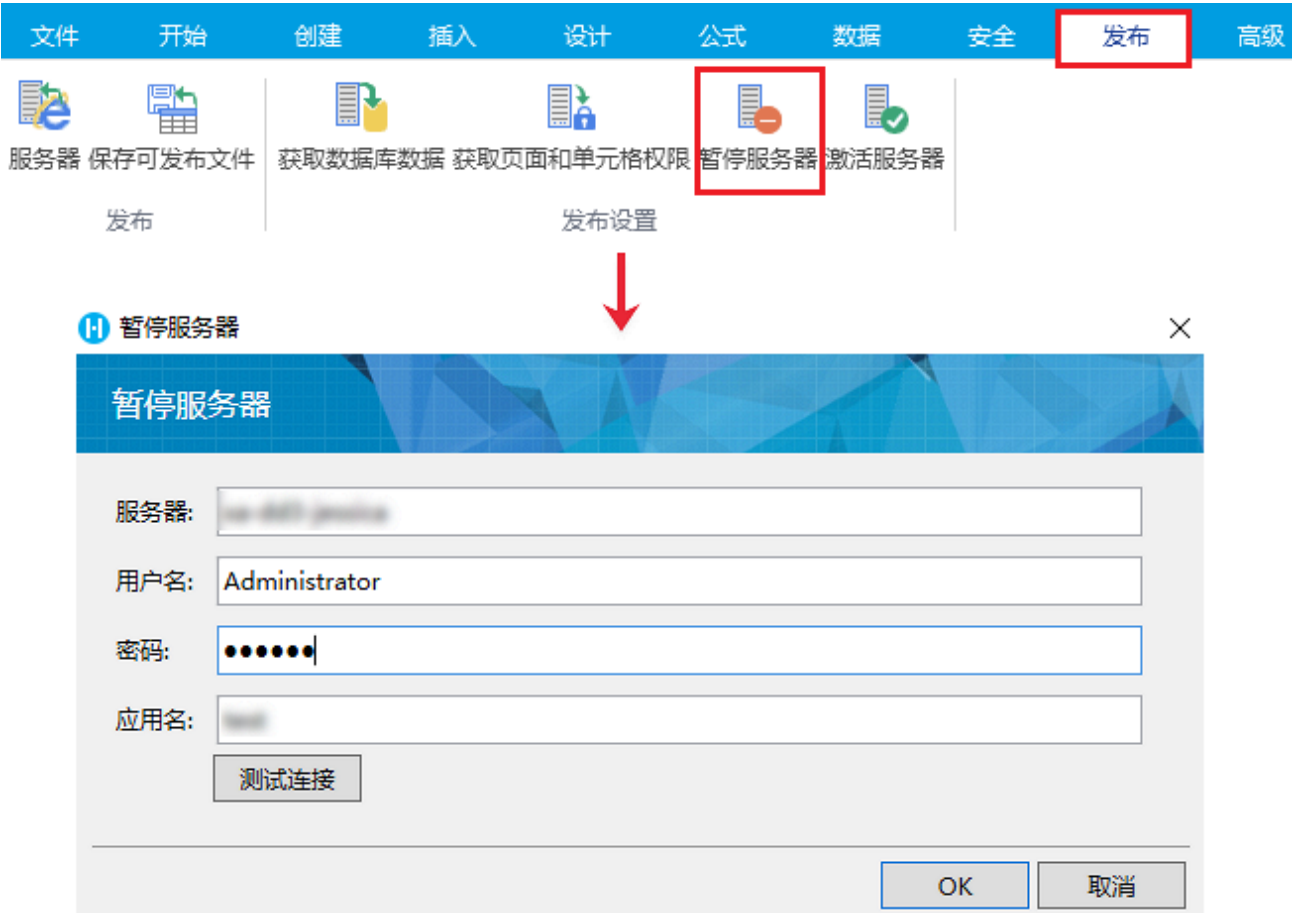 文件 开始 创建 插入 设计 公式 数据 安全 发布 高级
服务器 保存可发布文件 获取数据库数据 获取页面和单元格权限 暂停服务器 激活服务器
发布 发布设置
暂停服务器
暂停服务器
服务器:
用户名: Administrator
密码: ●●●●●●
应用名:
测试连接
OK 取消